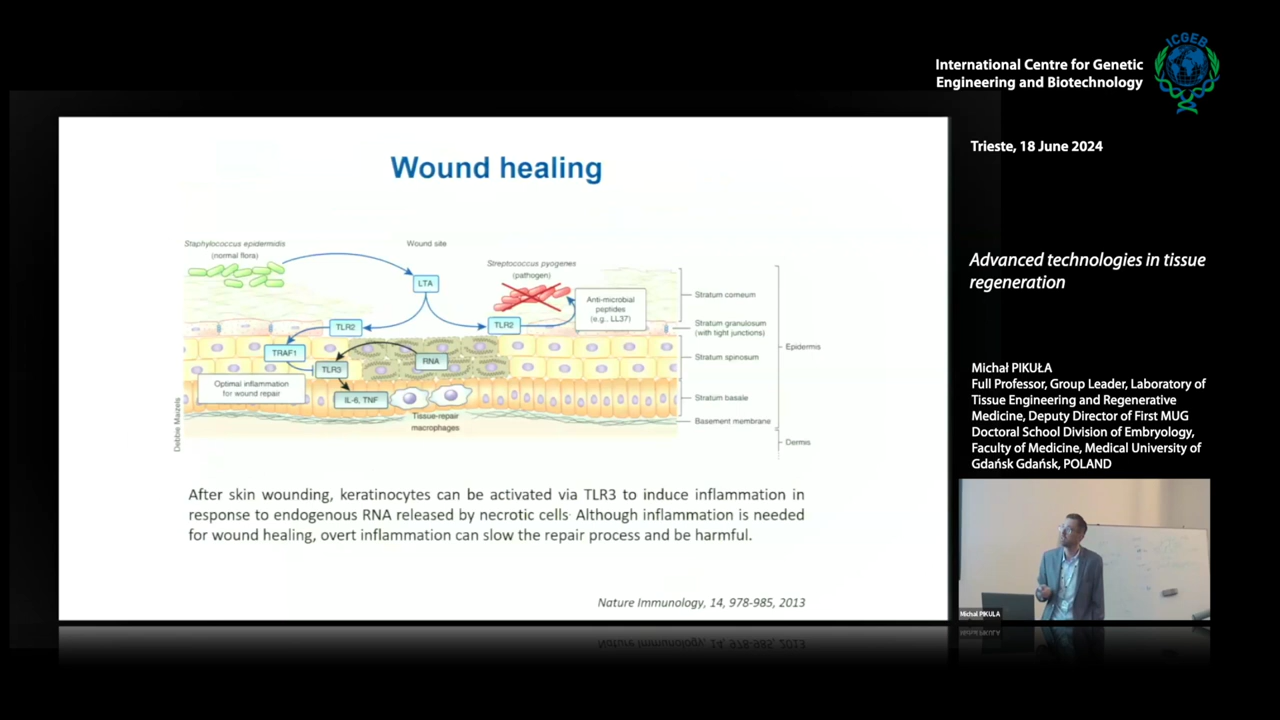 ICGEB
International Centre for Genetic
Engineering and Biotechnology
Trieste, 18 June 2024
Advanced technologies in tissue
regeneration
Michał PIKUŁA
Full Professor, Group Leader, Laboratory of
Tissue Engineering and Regenerative
Medicine, Deputy Director of First MUG
Doctoral School Division of Embryology,
Faculty of Medicine, Medical University of
Gdańsk Gdańsk, POLAND
Michał PIKUŁA
Wound healing
Staphylococcus epidermidis
(normal flora)
Wound site
Streptococcus pyogenes
(pathogen)
LTA
Anti-microbial
peptides
(e.g., LL37)
TLR2
TLR2
TRAF1
TLR3
RNA
Optimal inflammation
for wound repair
IL-6, TNF
Tissue-repair
macrophages
Stratum corneum
Stratum granulosum
(with tight junctions)
Stratum spinosum
Stratum basale
Basement membrane
Epidermis
Dermis
Debbie Maizels
After skin wounding, keratinocytes can be activated via TLR3 to induce inflammation in
response to endogenous RNA released by necrotic cells. Although inflammation is needed
for wound healing, overt inflammation can slow the repair process and be harmful.
Nature Immunology, 14, 978-985, 2013